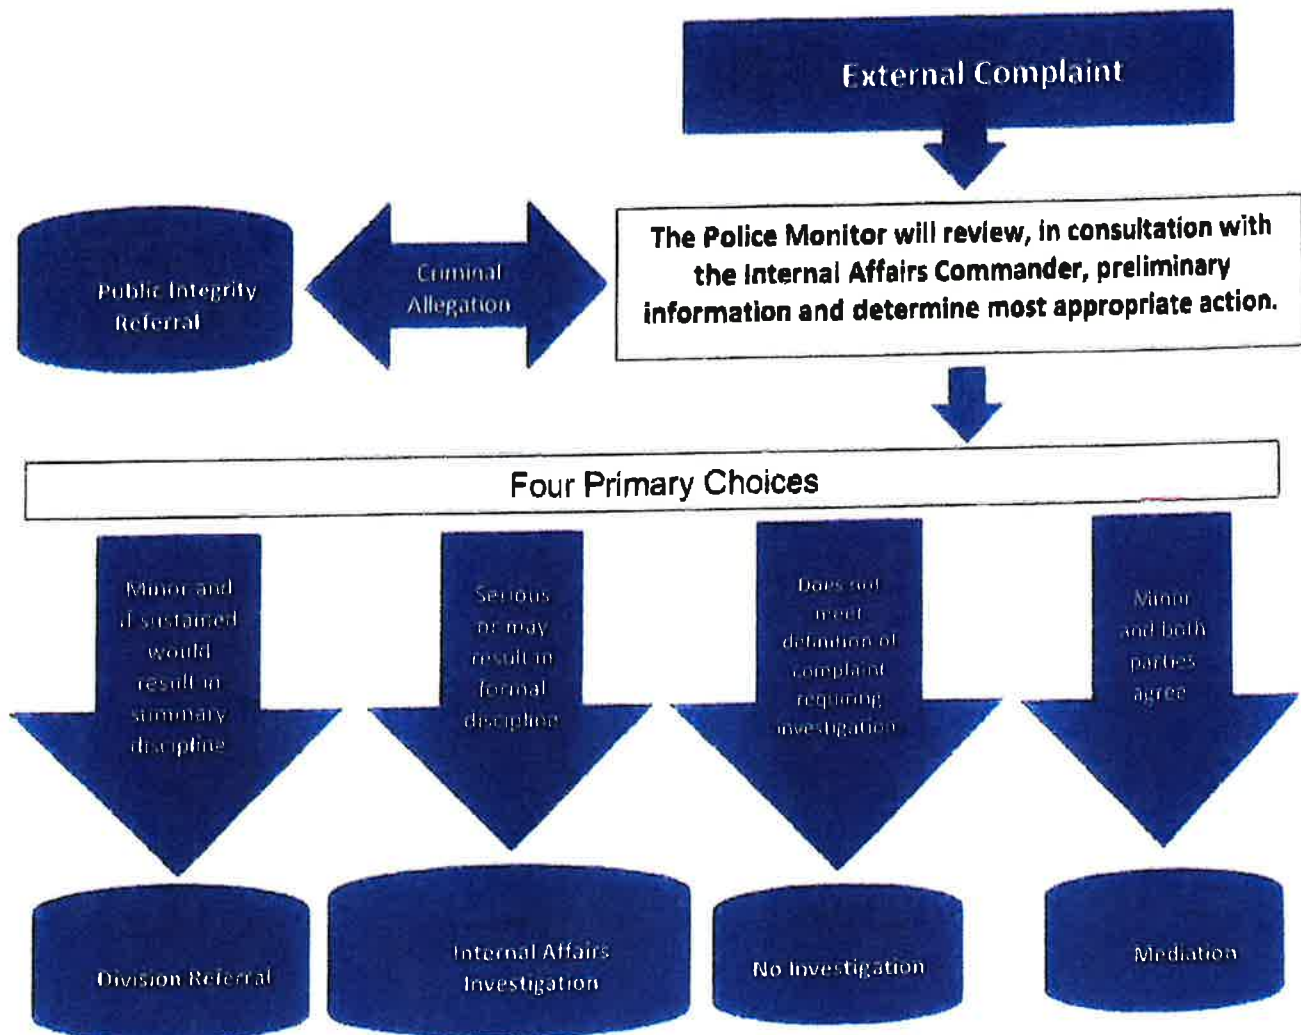 External Complaint
The Police Monitor will review, in consultation with
the Internal Affairs Commander, preliminary
information and determine most appropriate action.
Criminal
Allegation
Public Integrity
Referral
Four Primary Choices
Minor and
if sustained
would
result in
summary
discipline
Serious
or may
result in
formal
discipline
Does not
meet
definition of
complaint
requiring
investigation
Minor
and both
parties
agree
Division Referral
Internal Affairs
Investigation
No Investigation
Mediation